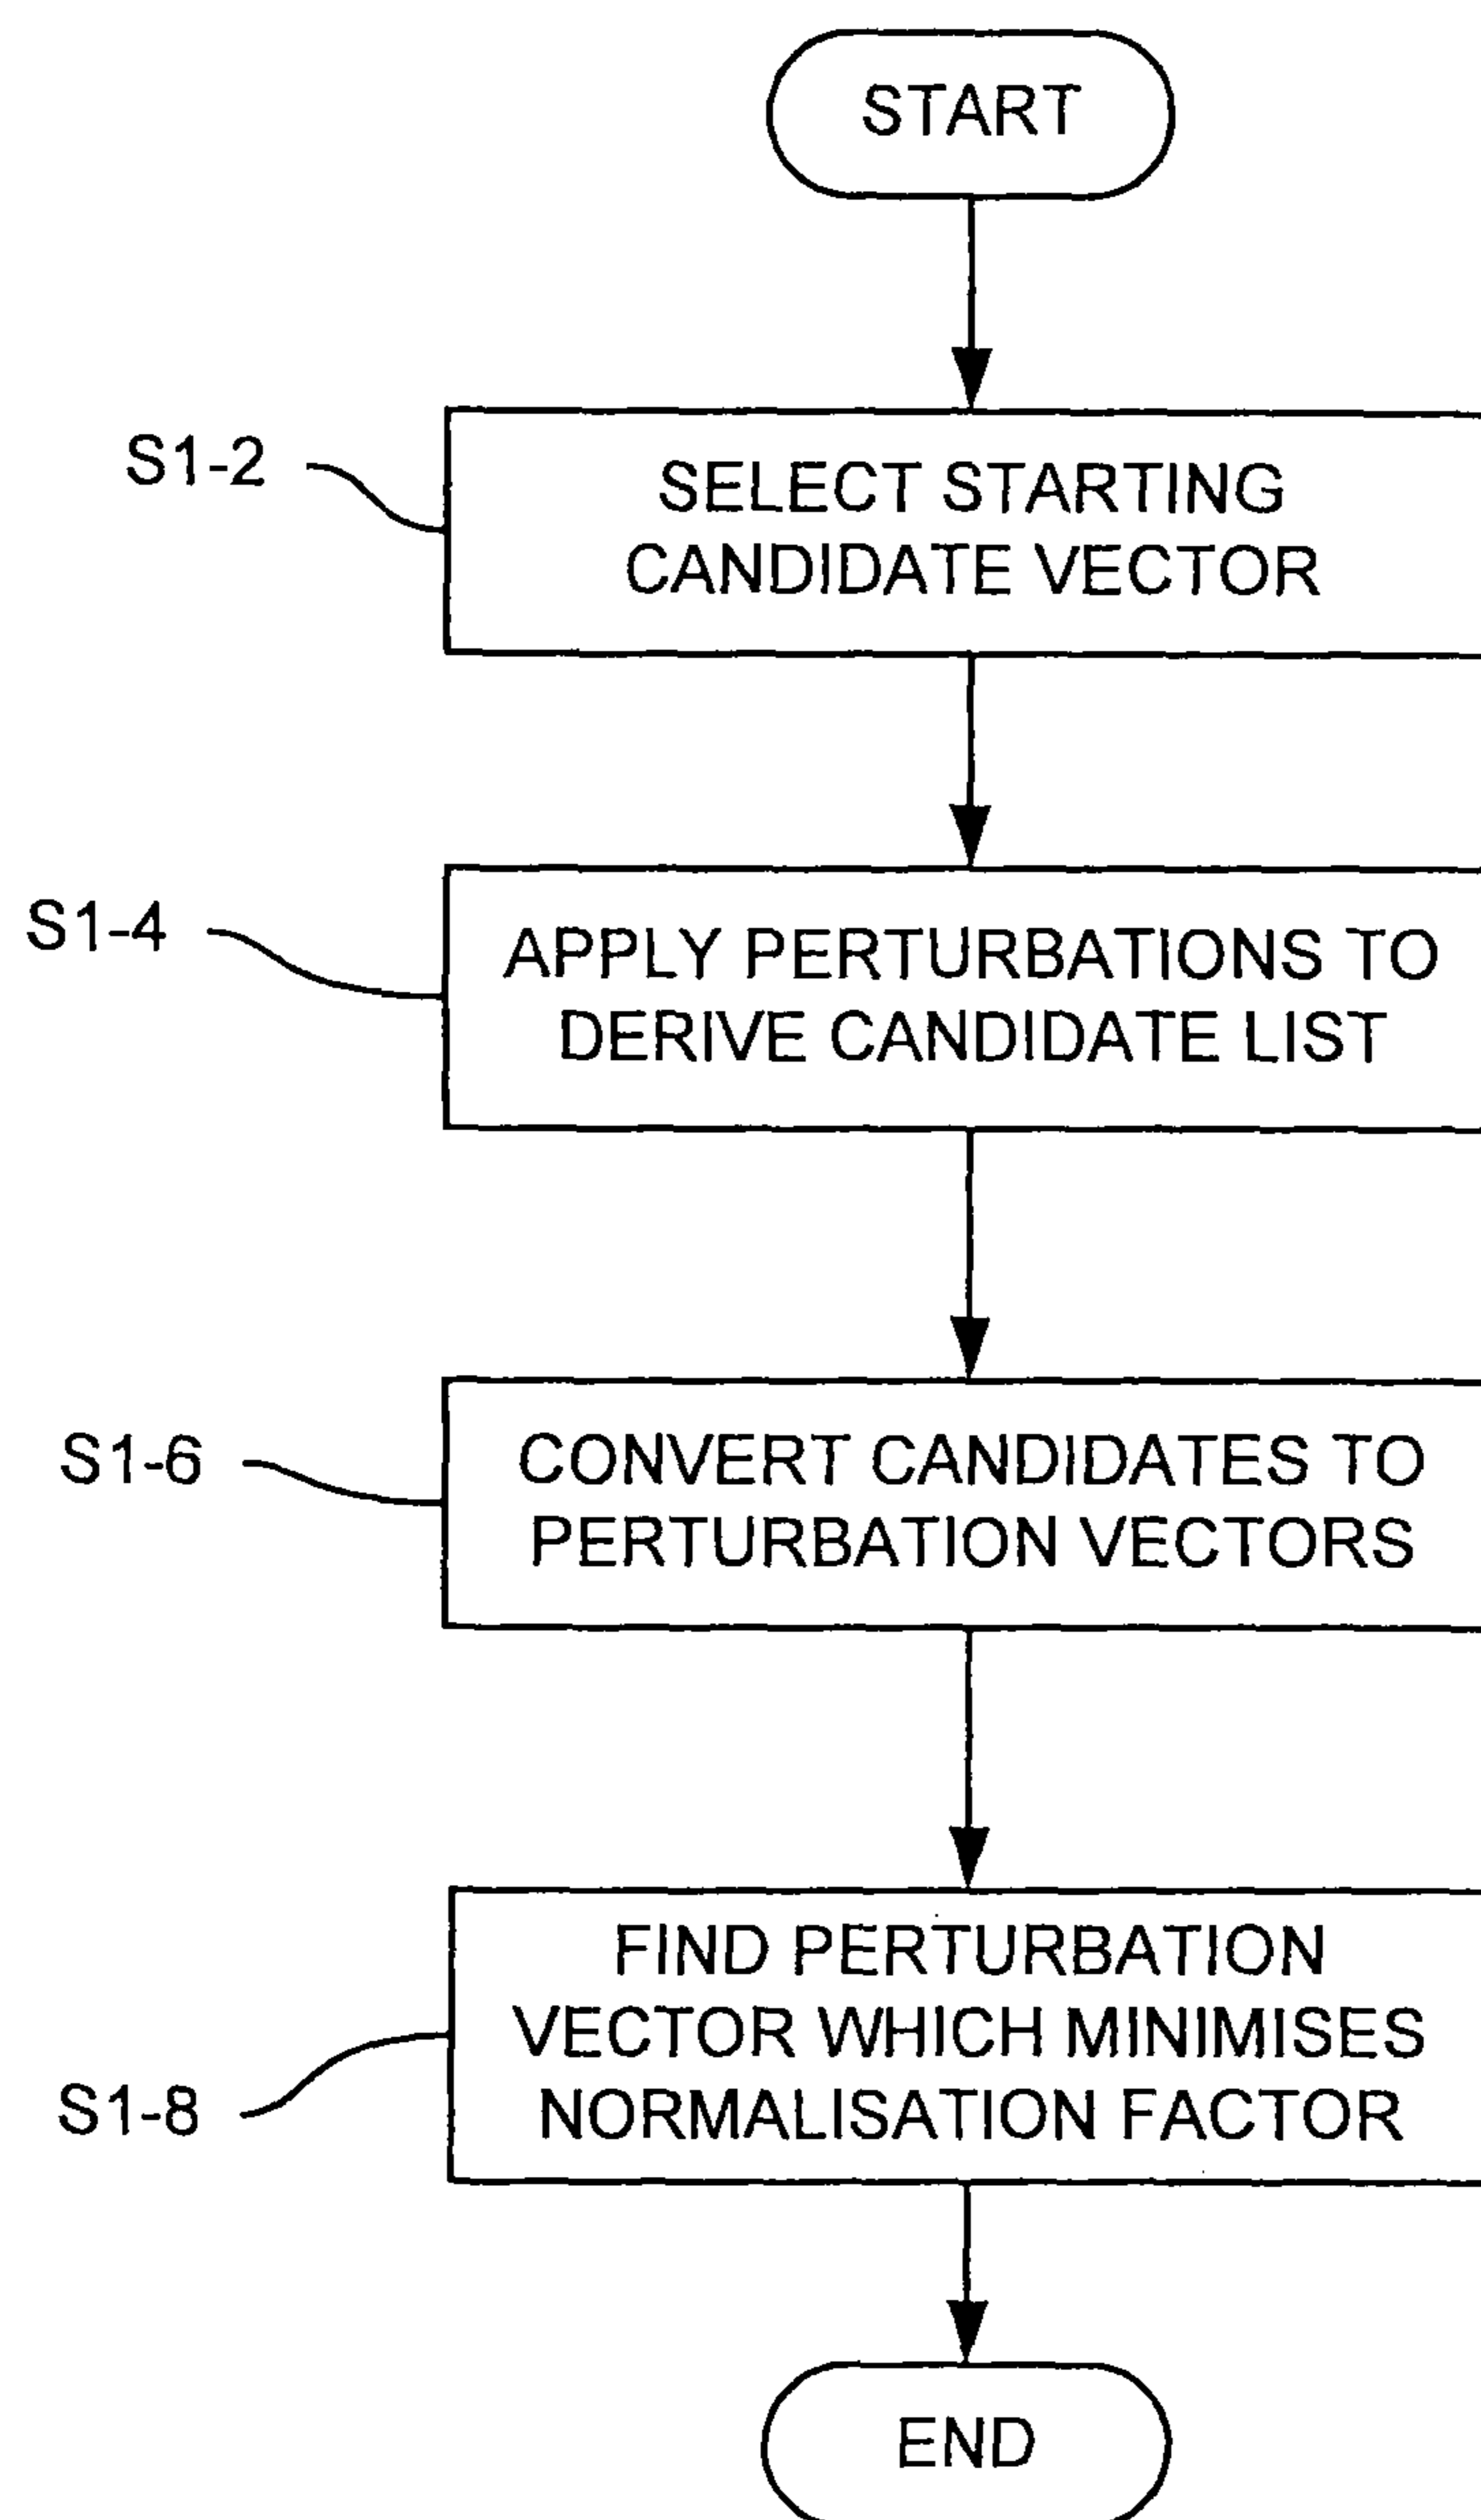 START
S1-2
SELECT STARTING
CANDIDATE VECTOR
S1-4
APPLY PERTURBATIONS TO
DERIVE CANDIDATE LIST
S1-6
CONVERT CANDIDATES TO
PERTURBATION VECTORS
S1-8
FIND PERTURBATION
VECTOR WHICH MINIMISES
NORMALISATION FACTOR
END